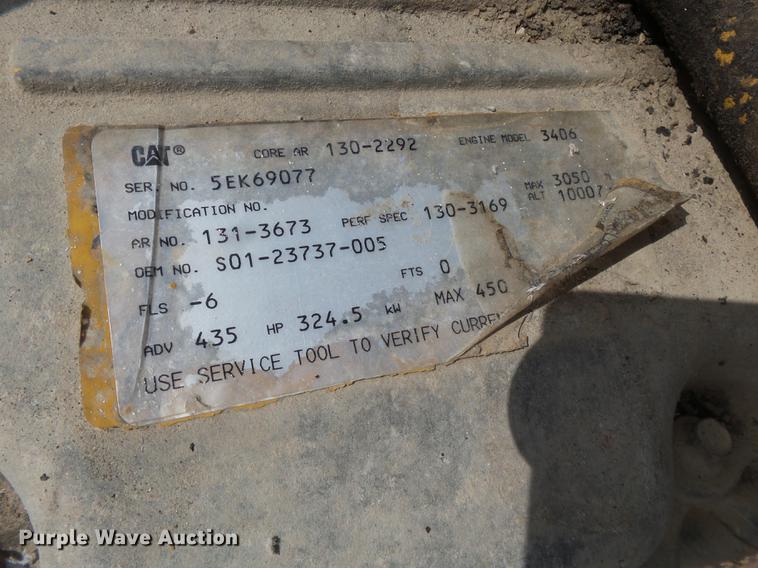 CAT® CORE AR 130-2292 ENGINE MODEL 3406
SER. NO. 5EK69077
MODIFICATION NO. MAX 3050
AR NO. 131-3673 PERF SPEC 130-3169 ALT 10007
OEM NO. S01-23737-005
FLS -6 FTS 0
ADV 435 HP 324.5 kW MAX 450
USE SERVICE TOOL TO VERIFY
Purple Wave Auction